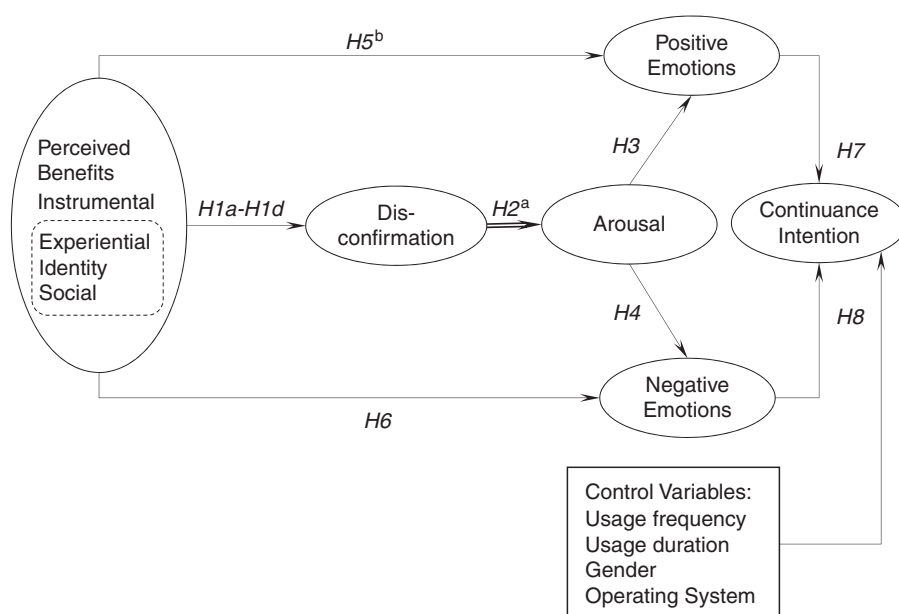 H5ᵇ
Positive
Emotions
Perceived
Benefits
Instrumental
Experiential
Identity
Social
H1a-H1d
Dis-
confirmation
H2ᵃ
Arousal
H3
H7
Continuance
Intention
H4
H8
H6
Negative
Emotions
Control Variables:
Usage frequency
Usage duration
Gender
Operating System